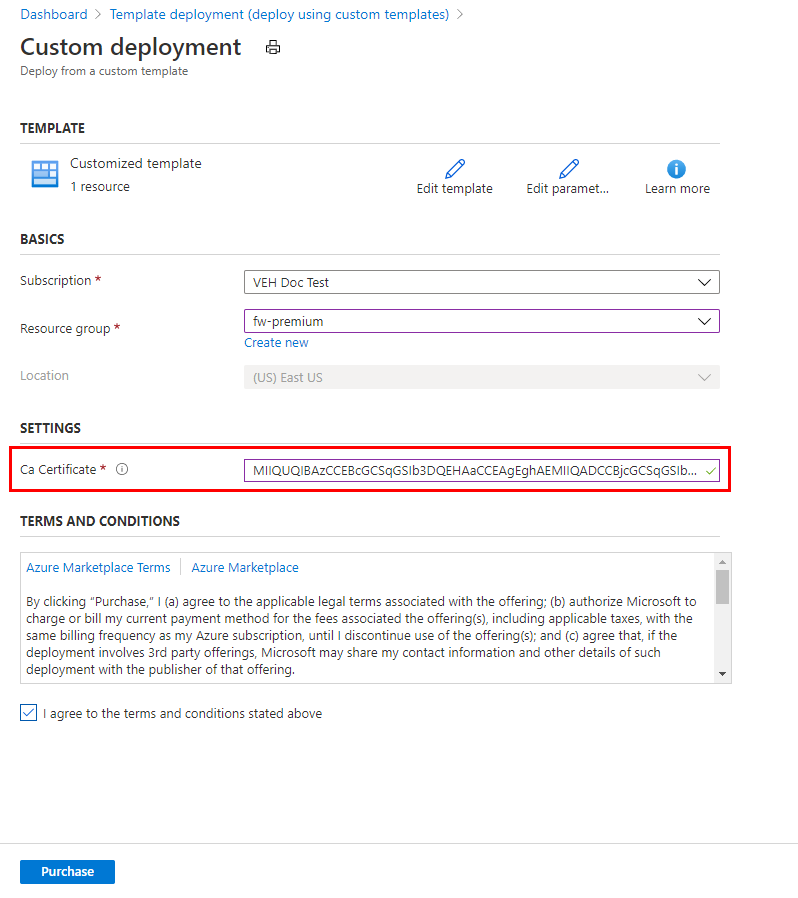 Dashboard > Template deployment (deploy using custom templates) >
Custom deployment
Deploy from a custom template
TEMPLATE
Customized template
1 resource
Edit template
Edit paramet...
Learn more
BASICS
Subscription *
VEH Doc Test
Resource group *
fw-premium
Create new
Location
(US) East US
SETTINGS
Ca Certificate *
MIIQUQIBAzCCEBcGCSqGSIb3DQEHAaCCEAgEghAEMIIQADCCBjcGCSqGSIb...
TERMS AND CONDITIONS
Azure Marketplace Terms | Azure Marketplace
By clicking “Purchase,” I (a) agree to the applicable legal terms associated with the offering; (b) authorize Microsoft to
charge or bill my current payment method for the fees associated the offering(s), including applicable taxes, with the
same billing frequency as my Azure subscription, until I discontinue use of the offering(s); and (c) agree that, if the
deployment involves 3rd party offerings, Microsoft may share my contact information and other details of such
deployment with the publisher of that offering.
I agree to the terms and conditions stated above
Purchase